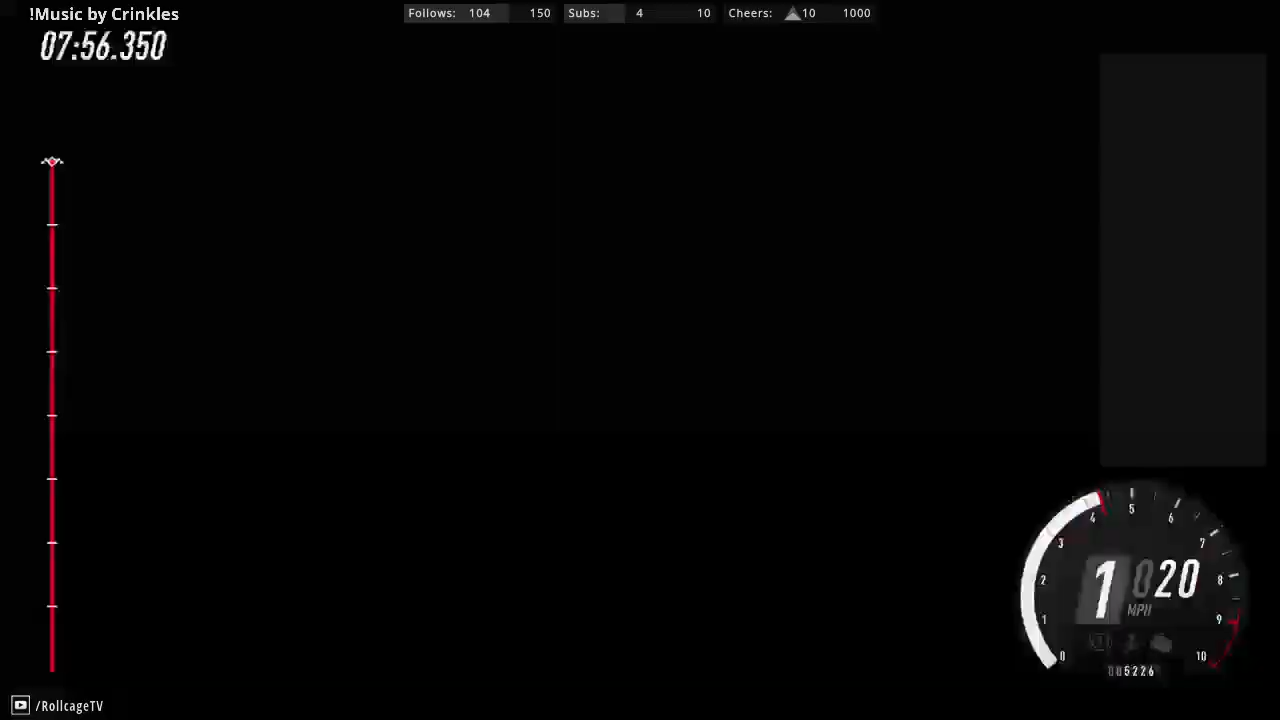 !Music by Crinkles
Follows: 104 150 Subs: 4 10 Cheers: 10 1000
07:56.350
0 1 2 3 4 5 6 7 8 9 10
1 020
MPH
005226
/RollcageTV